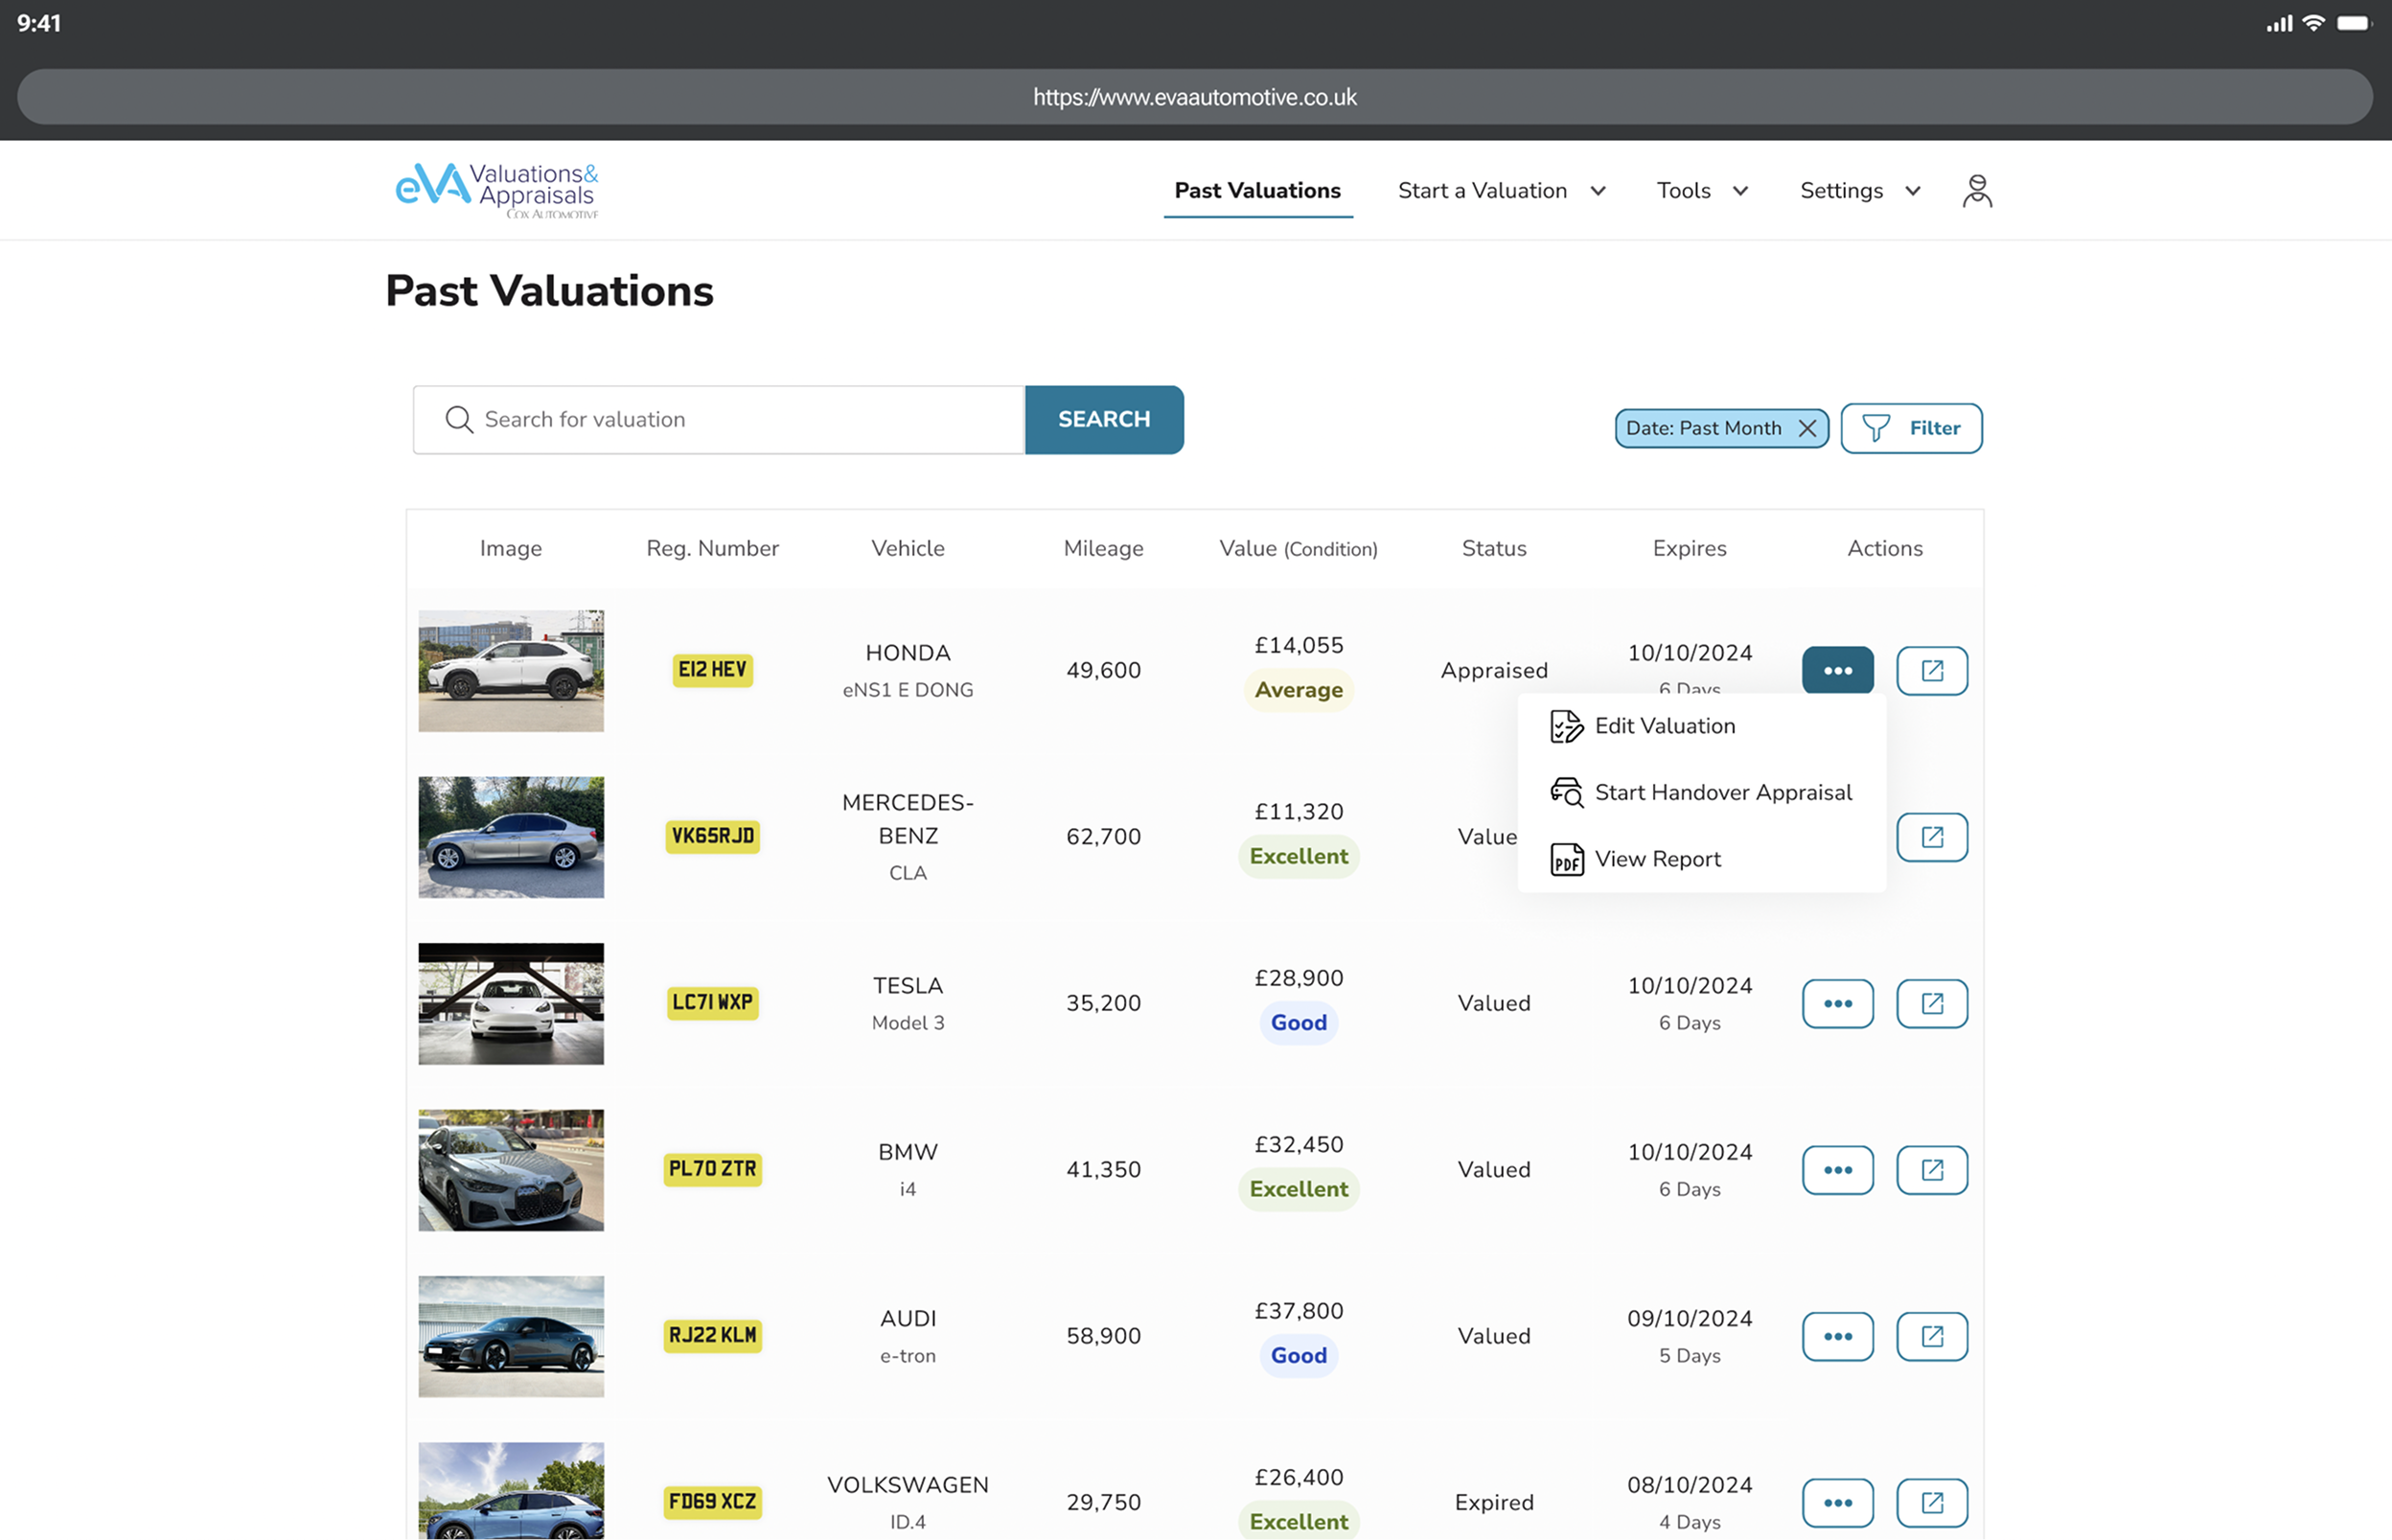 9:41
https://www.evaautomotive.co.uk
eVA Valuations&
Appraisals
COX AUTOMOTIVE
Past Valuations
Start a Valuation
Tools
Settings
Past Valuations
Search for valuation
SEARCH
Date: Past Month
Filter
Image
Reg. Number
Vehicle
Mileage
Value (Condition)
Status
Expires
Actions
E12 HEV
HONDA
eNS1 E DONG
49,600
£14,055
Average
Appraised
10/10/2024
6 Days
Edit Valuation
Start Handover Appraisal
PDF View Report
VK65RJD
MERCEDES-
BENZ
CLA
62,700
£11,320
Excellent
Value
LC71 WXP
TESLA
Model 3
35,200
£28,900
Good
Valued
10/10/2024
6 Days
PL70 ZTR
BMW
i4
41,350
£32,450
Excellent
Valued
10/10/2024
6 Days
RJ22 KLM
AUDI
e-tron
58,900
£37,800
Good
Valued
09/10/2024
5 Days
FD69 XCZ
VOLKSWAGEN
ID.4
29,750
£26,400
Excellent
Expired
08/10/2024
4 Days